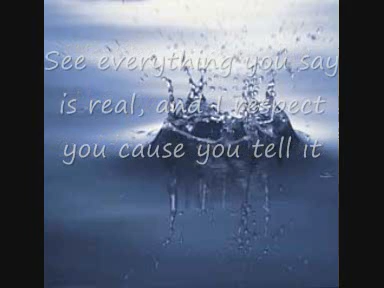 See everything you say
is real, and I respect
you cause you tell it